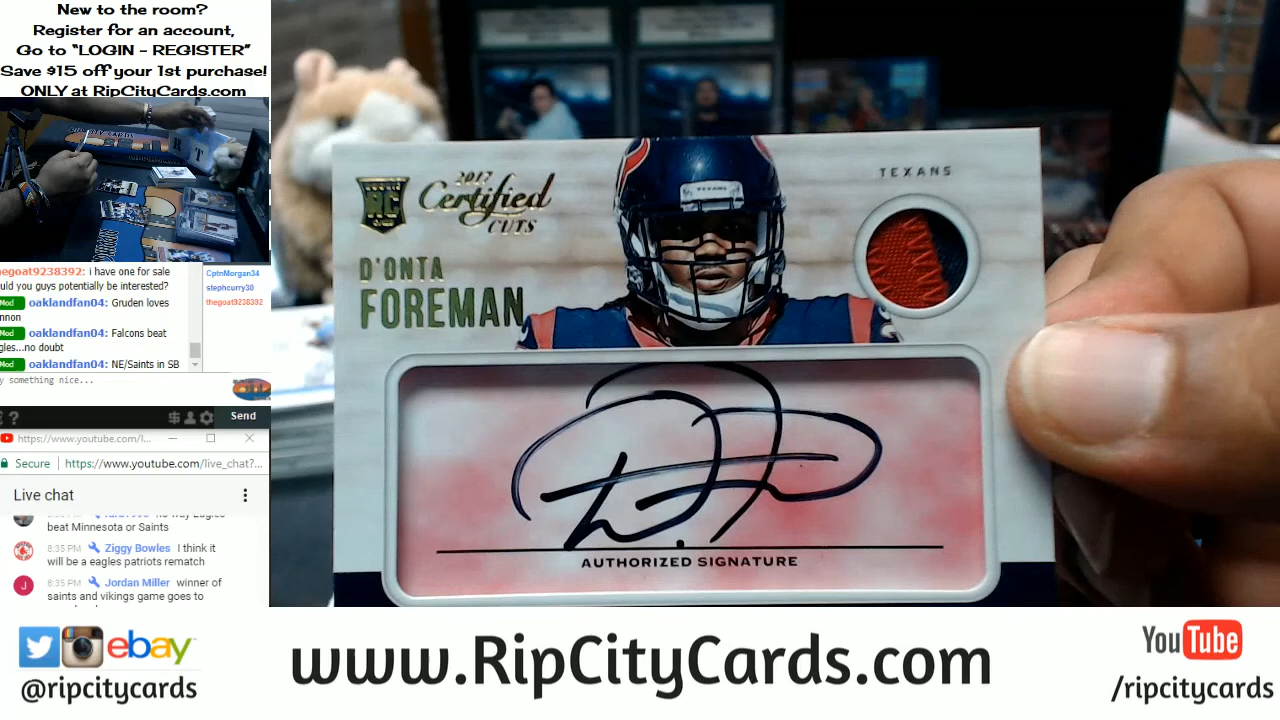 New to the room?
Register for an account,
Go to “LOGIN - REGISTER”
Save $15 off your 1st purchase!
ONLY at RipCityCards.com
egoat9238392: i have one for sale
uld you guys potentially be interested?
Mod oaklandfan04: Gruden loves
nnon
Mod oaklandfan04: Falcons beat
gles...no doubt
Mod oaklandfan04: NE/Saints in SB
y something nice...
CptnMorgan34
stephcurry30
thegoat9238392
Send
https://www.youtube.com/l...
Secure https://www.youtube.com/live_chat?...
Live chat
beat Minnesota or Saints
8:35 PM Ziggy Bowles I think it
will be a eagles patriots rematch
J 8:35 PM Jordan Miller winner of
saints and vikings game goes to
RC
2017
Certified
CUTS
D'ONTA
FOREMAN
TEXANS
TEXANS
AUTHORIZED SIGNATURE
ebay
@ripcitycards
www.RipCityCards.com
YouTube
/ripcitycards